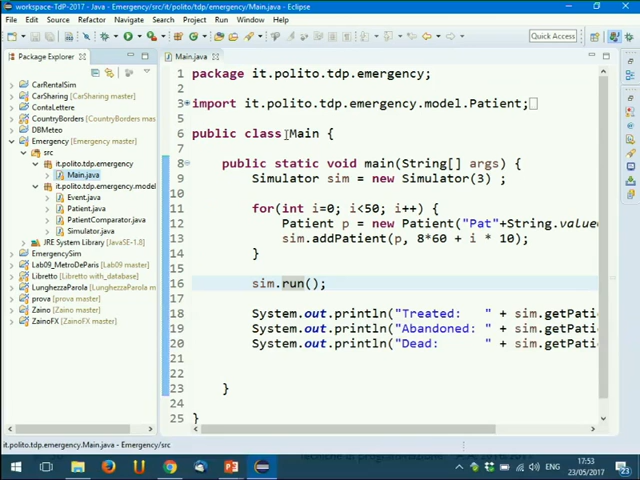 workspace-TdP-2017 - Java - Emergency/src/it/polito/tdp/emergency/Main.java - Eclipse
File Edit Source Refactor Navigate Search Project Run Window Help
Quick Access
Package Explorer
Main.java
CarRentalSim
CarSharing [CarSharing master]
ContaLettere
CountryBorders [CountryBorders master]
DBMeteo
Emergency [Emergency master]
src
it.polito.tdp.emergency
Main.java
it.polito.tdp.emergency.model
Event.java
Patient.java
PatientComparator.java
Simulator.java
JRE System Library [JavaSE-1.8]
EmergencySim
Lab09_MetroDeParis [Lab09 master]
Libretto [Libretto with_database]
LunghezzaParola [LunghezzaParola master]
prova [prova master]
Zaino [Zaino master]
ZainoFX [ZainoFX master]
1 package it.polito.tdp.emergency;
2
3 import it.polito.tdp.emergency.model.Patient;
5
6 public class Main {
7
8 public static void main(String[] args) {
9 Simulator sim = new Simulator(3) ;
10
11 for(int i=0; i<50; i++) {
12 Patient p = new Patient("Pat"+String.value
13 sim.addPatient(p, 8*60 + i * 10);
14 }
15
16 sim.run();
17
18 System.out.println("Treated: " + sim.getPati
19 System.out.println("Abandoned: " + sim.getPati
20 System.out.println("Dead: " + sim.getPati
21
22
23 }
24
25 }
it.polito.tdp.emergency.Main.java - Emergency/src
ENG
17:53
23/05/2017
23